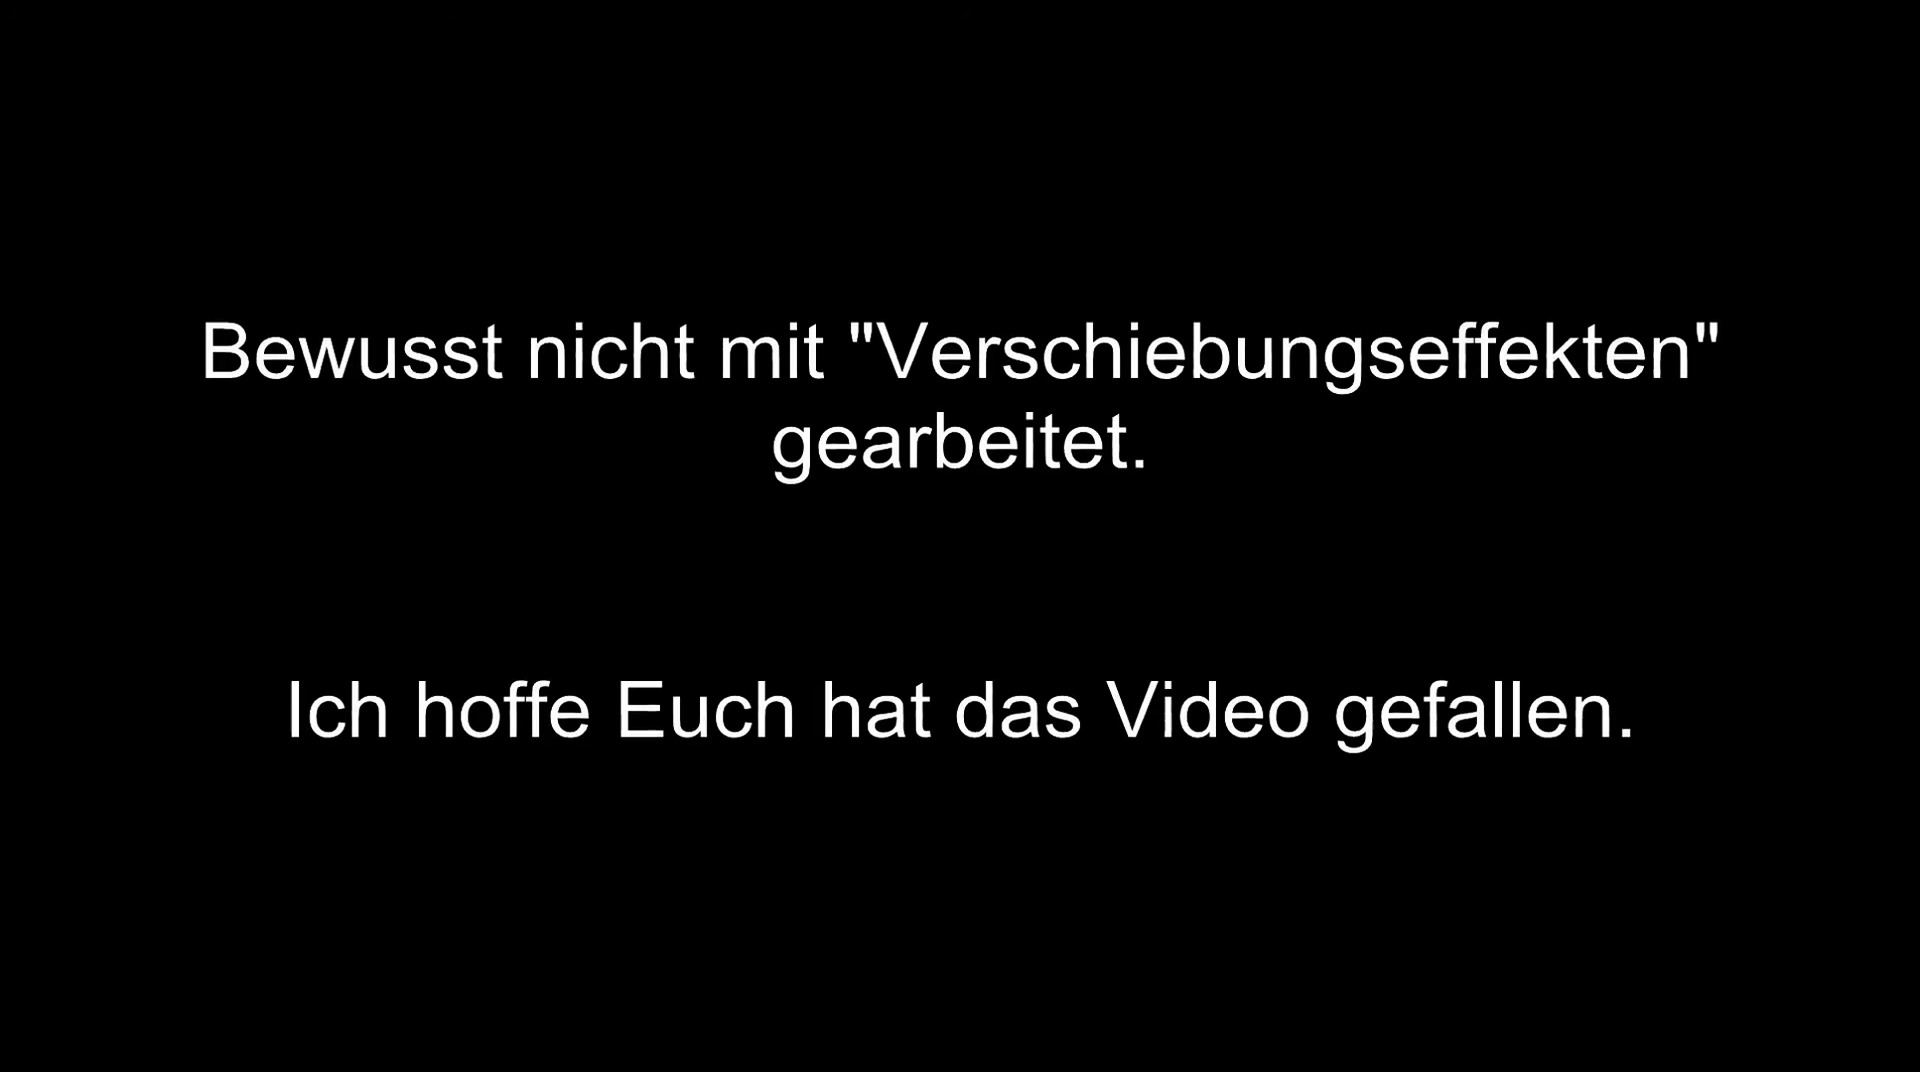 Bewusst nicht mit "Verschiebungseffekten"
gearbeitet.
Ich hoffe Euch hat das Video gefallen.